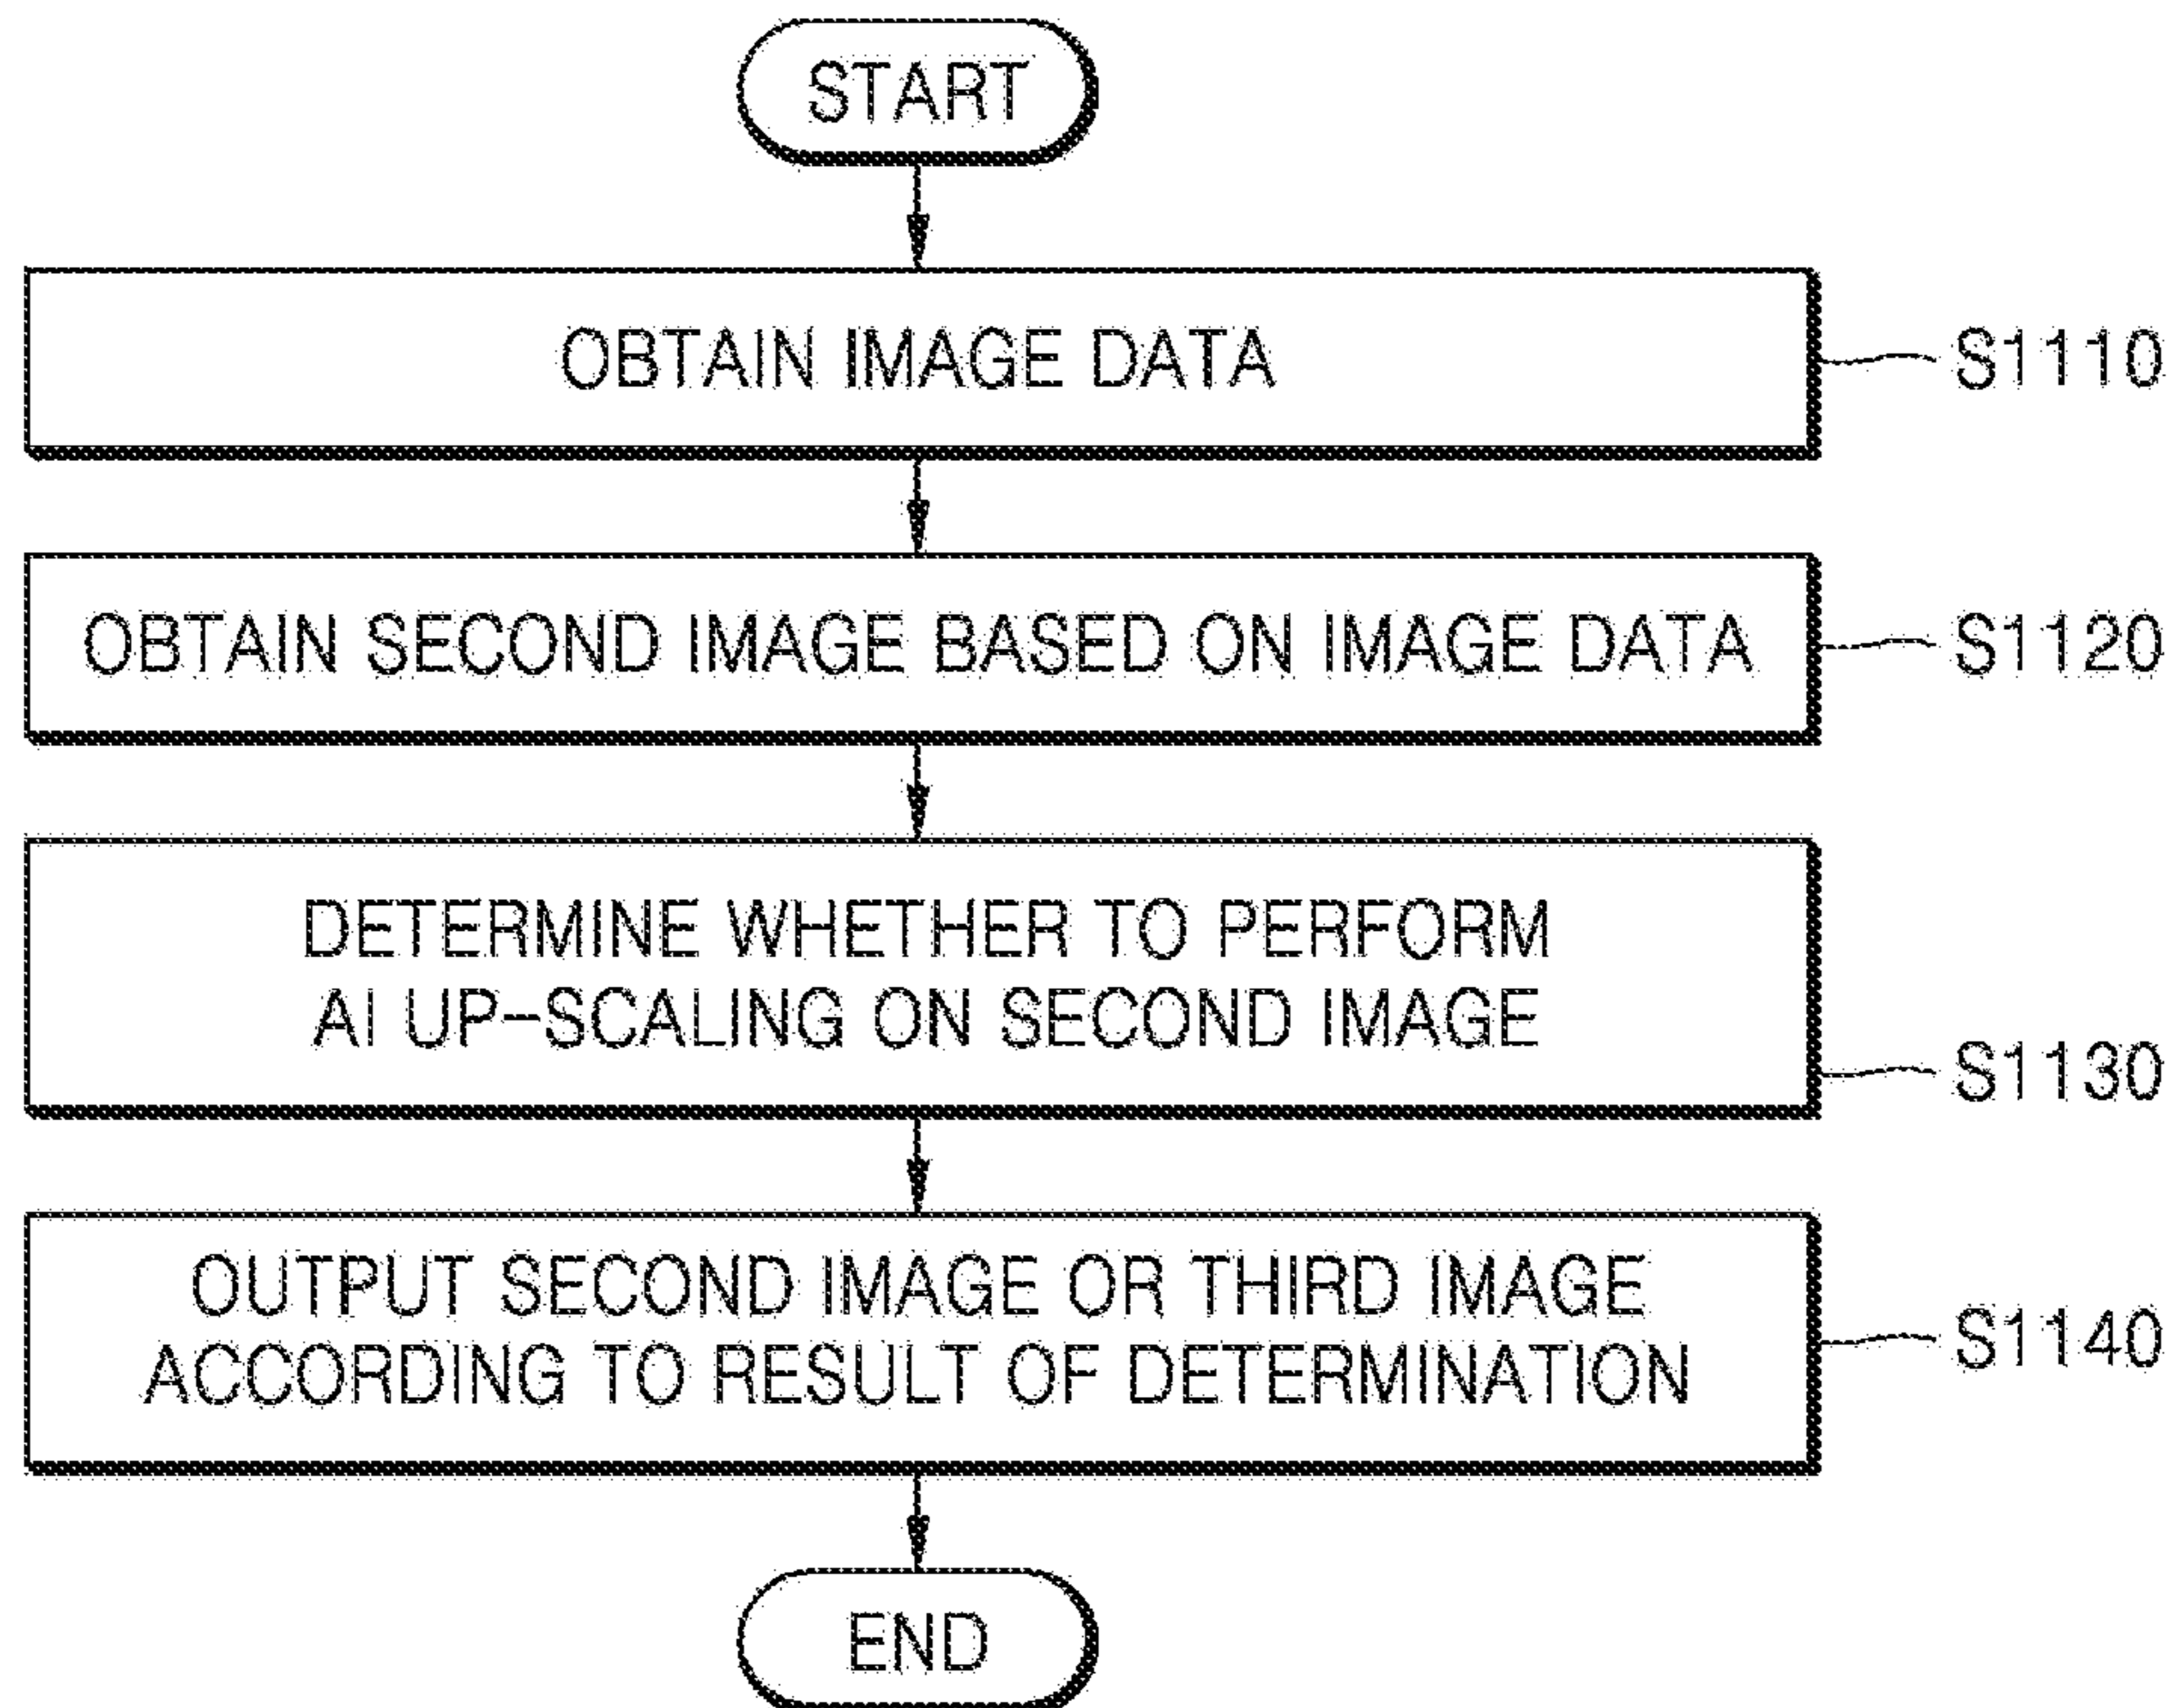 START
OBTAIN IMAGE DATA
S1110
OBTAIN SECOND IMAGE BASED ON IMAGE DATA
S1120
DETERMINE WHETHER TO PERFORM
AI UP-SCALING ON SECOND IMAGE
S1130
OUTPUT SECOND IMAGE OR THIRD IMAGE
ACCORDING TO RESULT OF DETERMINATION
S1140
END